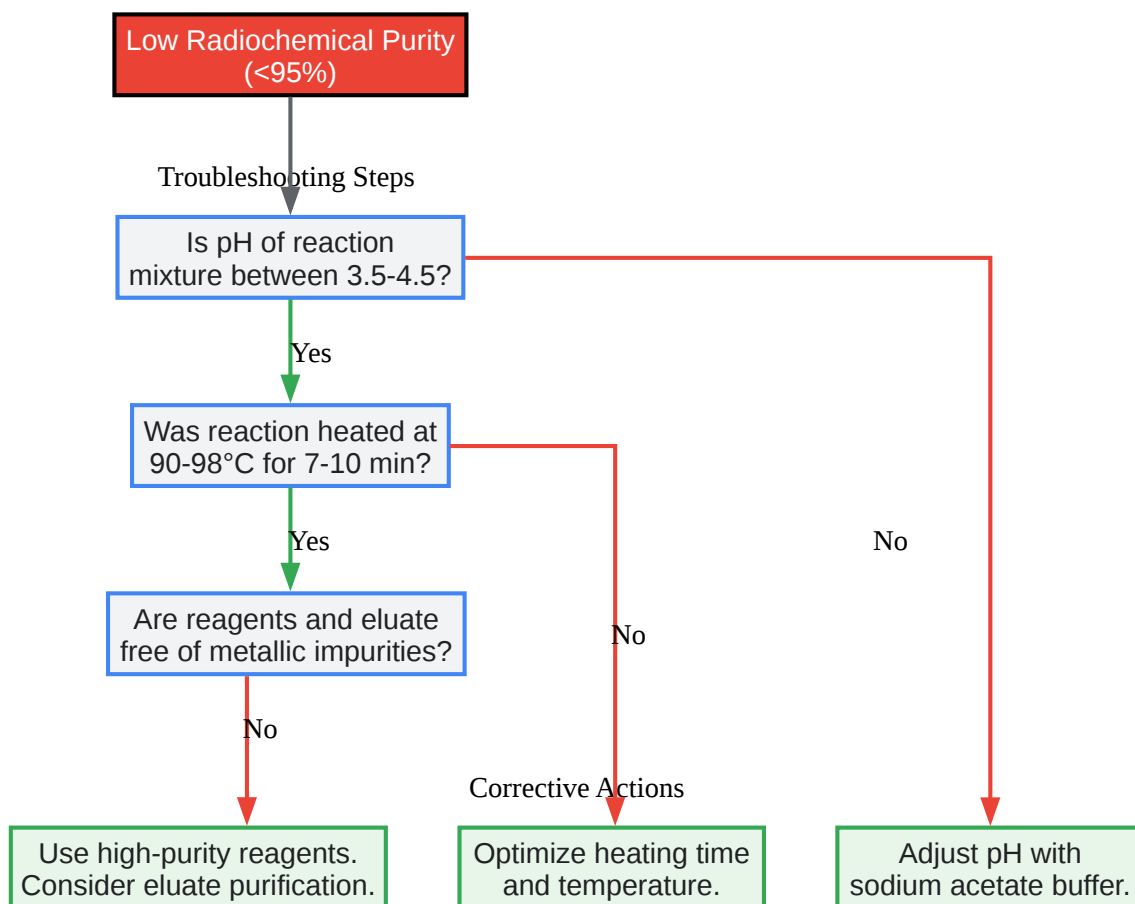 Low Radiochemical Purity
(<95%)
Troubleshooting Steps
Is pH of reaction
mixture between 3.5-4.5?
Yes
Was reaction heated at
90-98°C for 7-10 min?
Yes
No
Are reagents and eluate
free of metallic impurities?
No
No
Corrective Actions
Use high-purity reagents.
Consider eluate purification.
Optimize heating time
and temperature.
Adjust pH with
sodium acetate buffer.